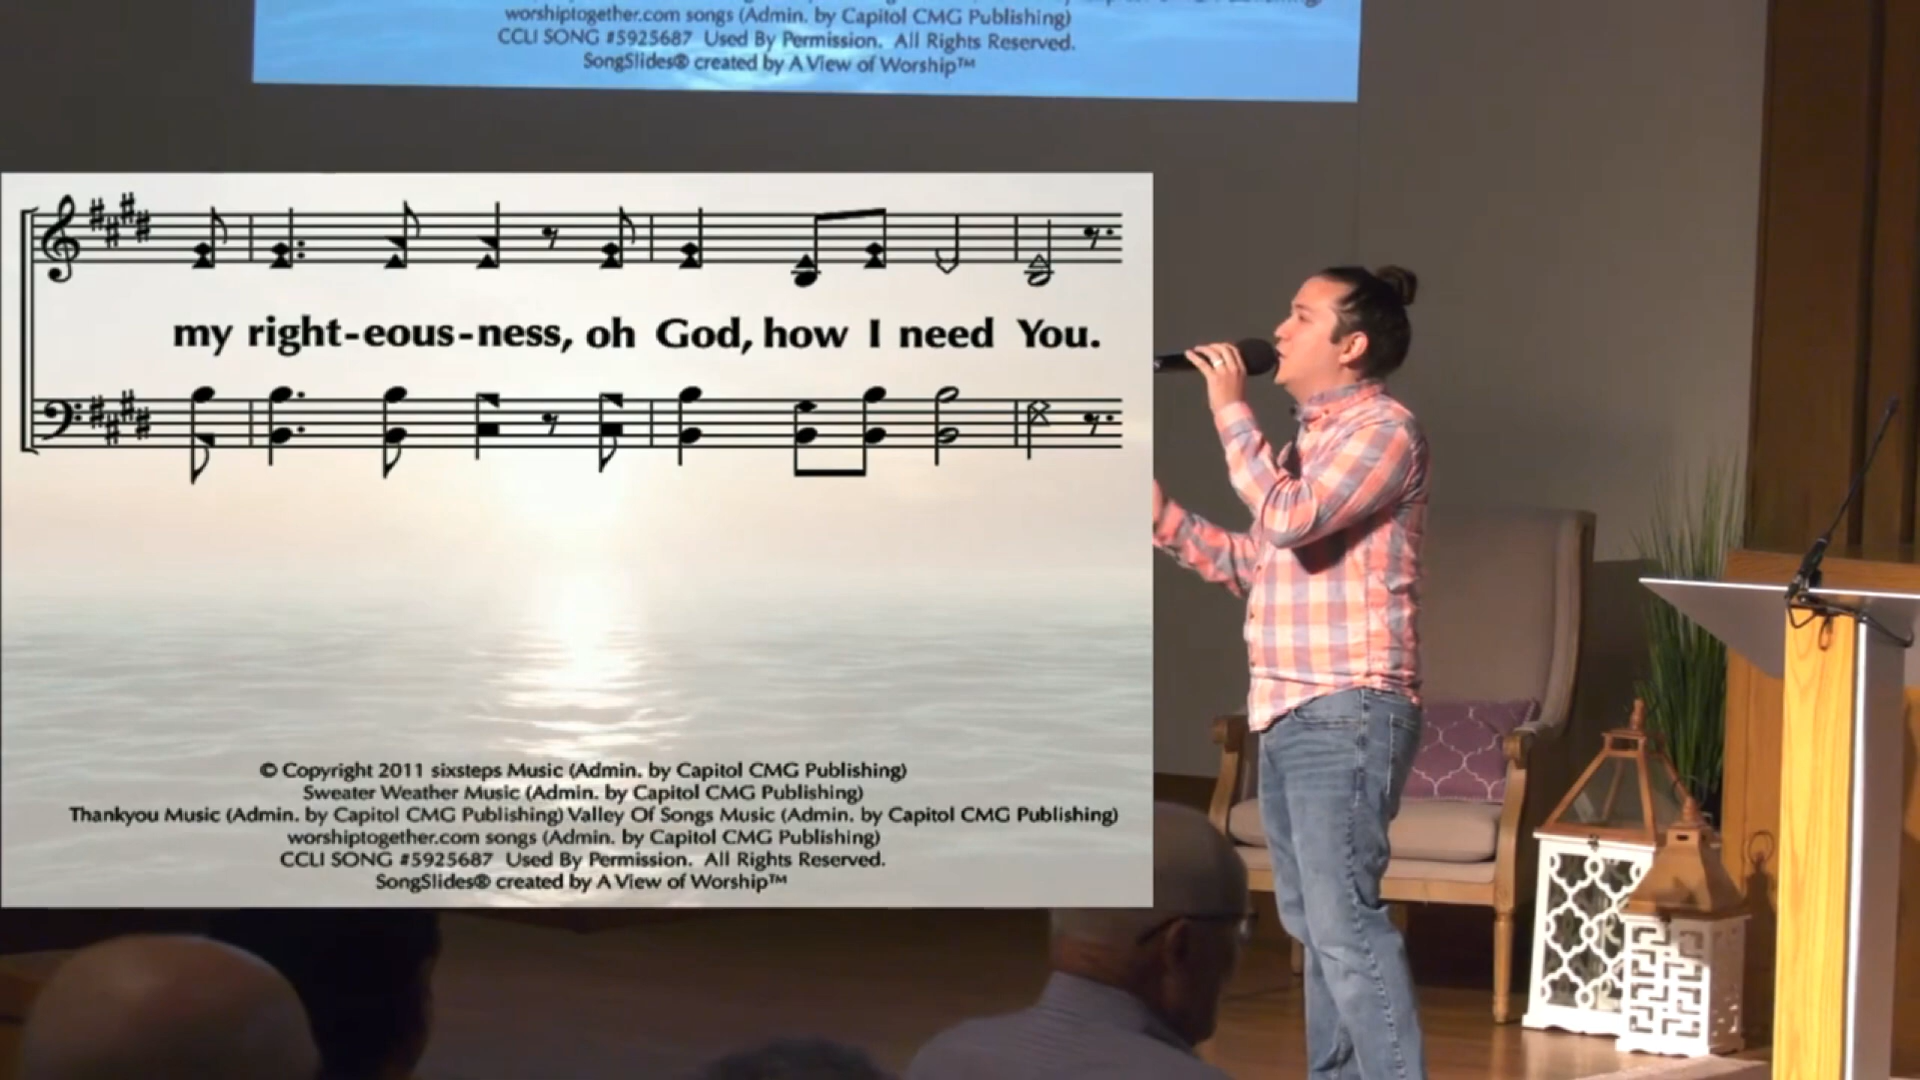 worshiptogether.com songs (Admin. by Capitol CMG Publishing)
CCLI SONG #5925687 Used By Permission. All Rights Reserved.
SongSlides® created by A View of Worship™
my right-eous-ness, oh God, how I need You.
© Copyright 2011 sixsteps Music (Admin. by Capitol CMG Publishing)
Sweater Weather Music (Admin. by Capitol CMG Publishing)
Thankyou Music (Admin. by Capitol CMG Publishing) Valley Of Songs Music (Admin. by Capitol CMG Publishing)
worshiptogether.com songs (Admin. by Capitol CMG Publishing)
CCLI SONG #5925687 Used By Permission. All Rights Reserved.
SongSlides® created by A View of Worship™